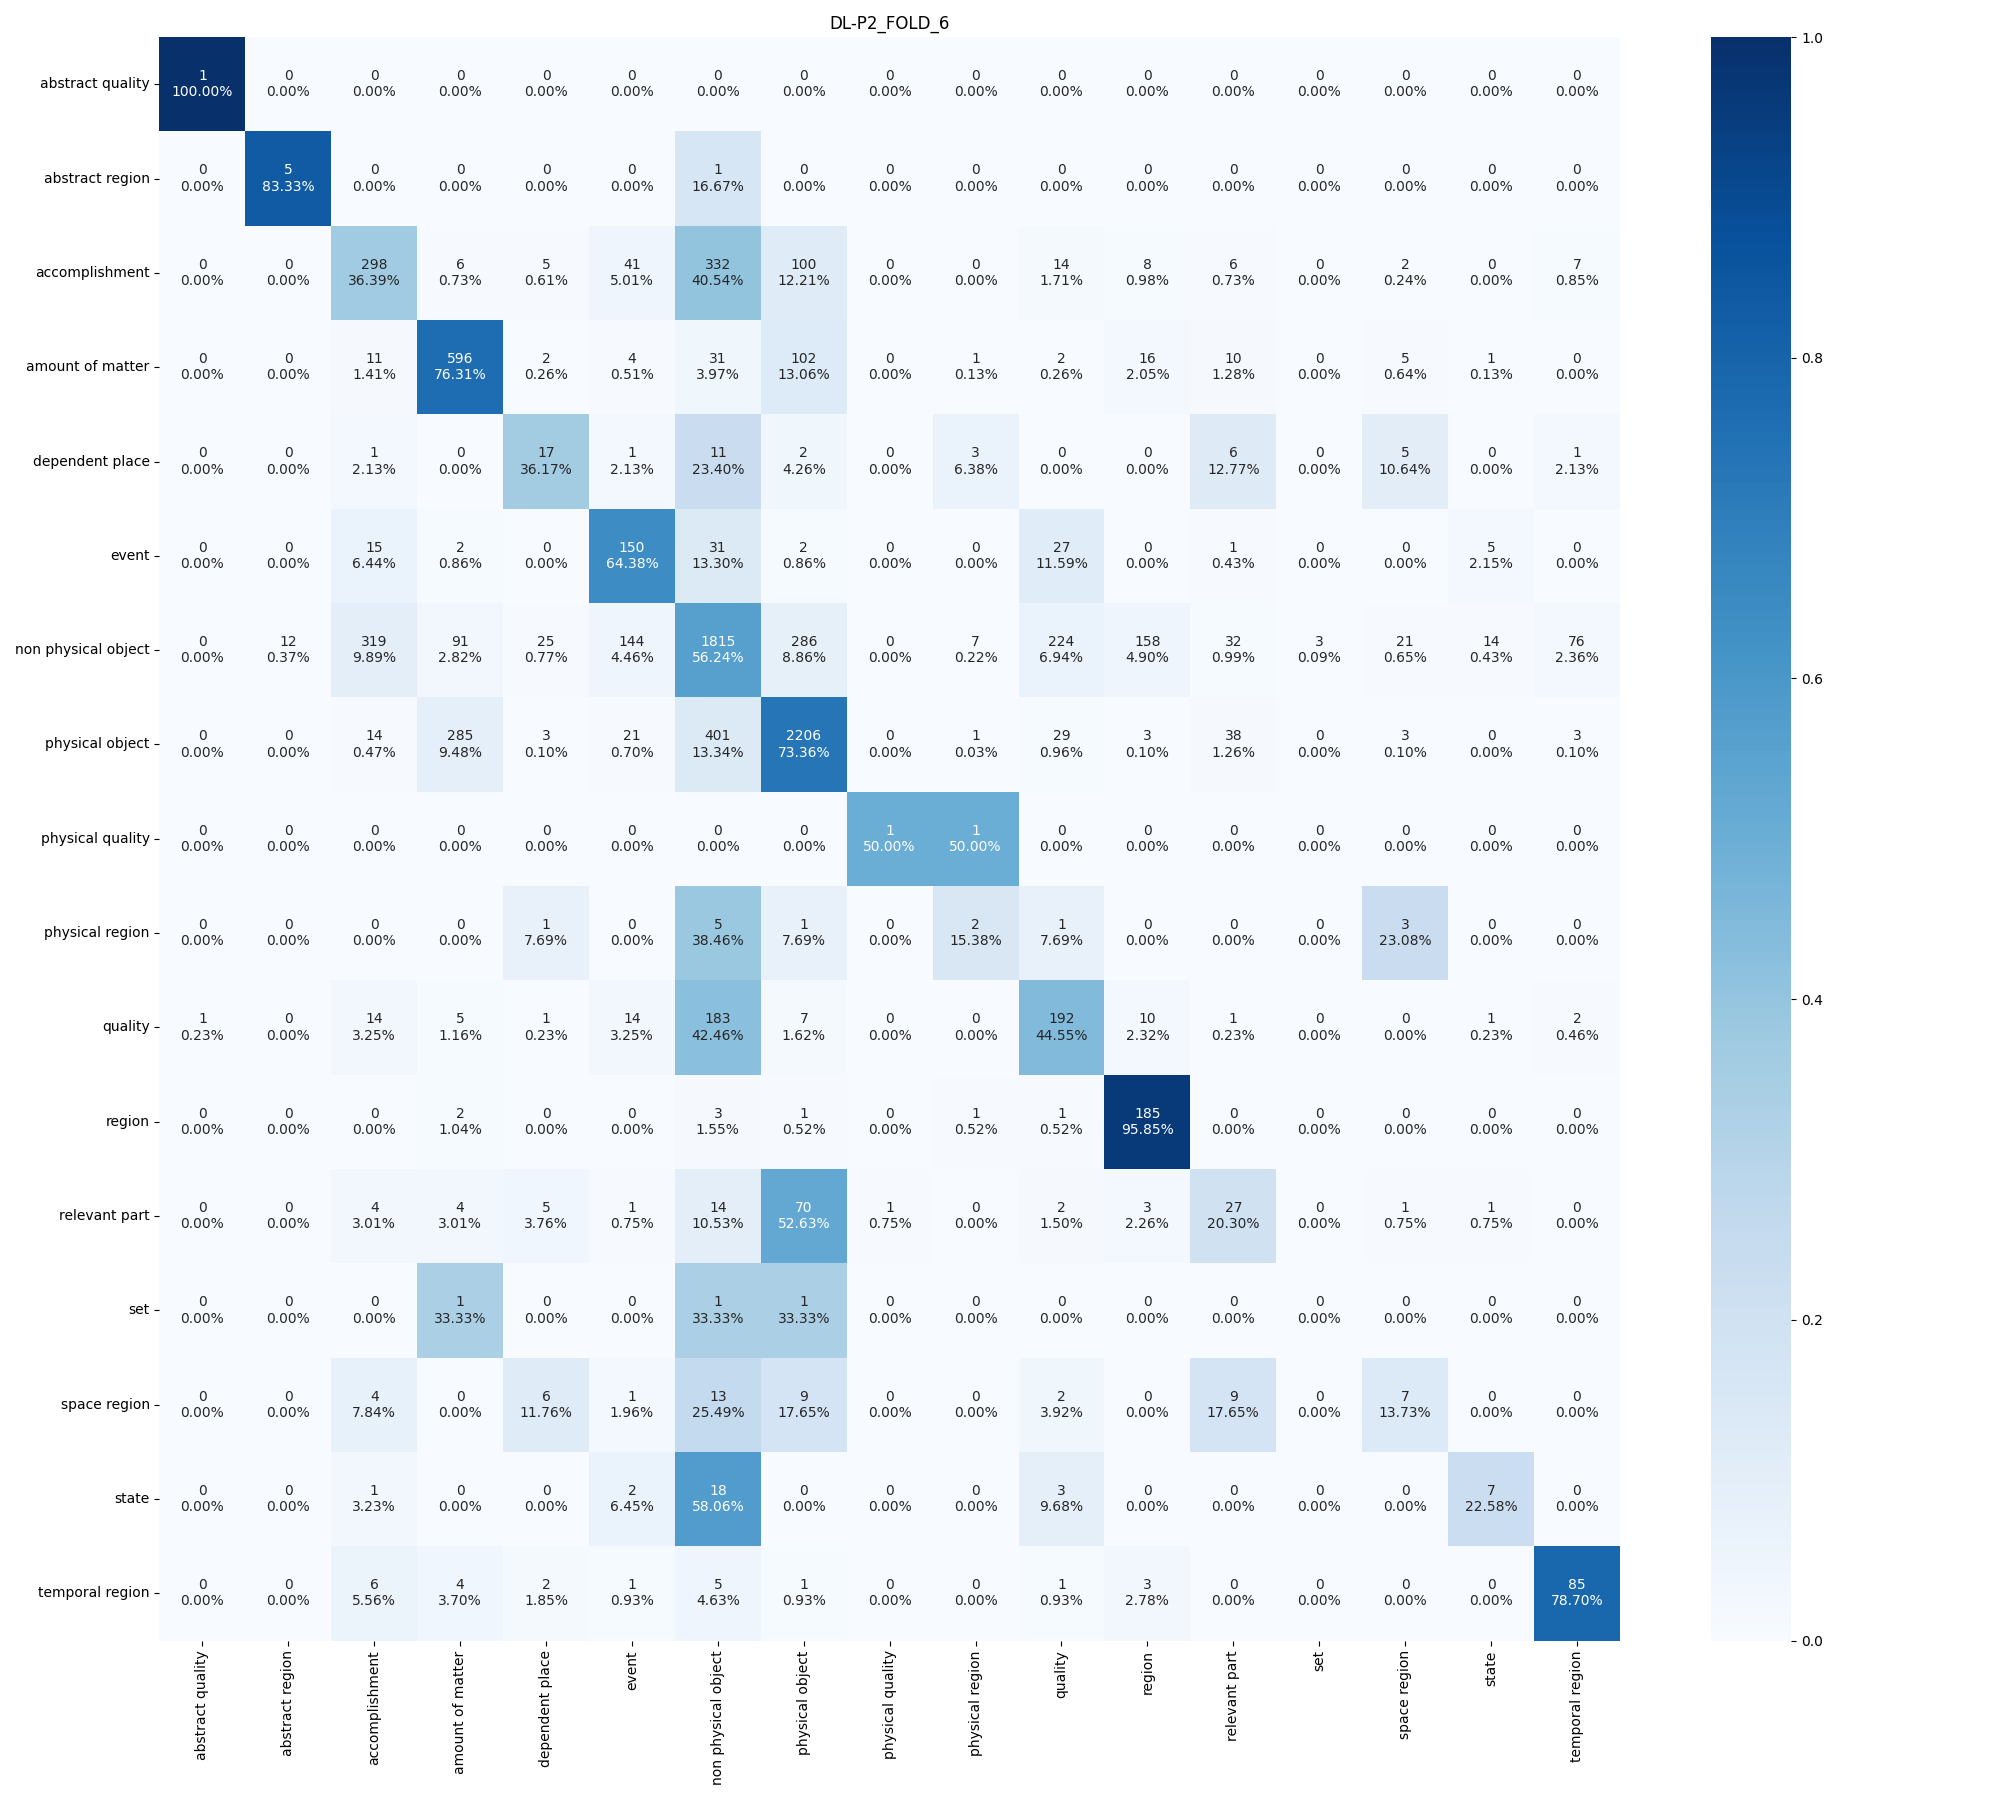 DL-P2_FOLD_6
abstract quality 1 0 0 0 0 0 0 0 0 0 0 0 0 0 0 0 0
100.00% 0.00% 0.00% 0.00% 0.00% 0.00% 0.00% 0.00% 0.00% 0.00% 0.00% 0.00% 0.00% 0.00% 0.00% 0.00% 0.00%
abstract region 0 5 0 0 0 0 1 0 0 0 0 0 0 0 0 0 0
0.00% 83.33% 0.00% 0.00% 0.00% 0.00% 16.67% 0.00% 0.00% 0.00% 0.00% 0.00% 0.00% 0.00% 0.00% 0.00% 0.00%
accomplishment 0 0 298 6 5 41 332 100 0 0 14 8 6 0 2 0 7
0.00% 0.00% 36.39% 0.73% 0.61% 5.01% 40.54% 12.21% 0.00% 0.00% 1.71% 0.98% 0.73% 0.00% 0.24% 0.00% 0.85%
amount of matter 0 0 11 596 2 4 31 102 0 1 2 16 10 0 5 1 0
0.00% 0.00% 1.41% 76.31% 0.26% 0.51% 3.97% 13.06% 0.00% 0.13% 0.26% 2.05% 1.28% 0.00% 0.64% 0.13% 0.00%
dependent place 0 0 1 0 17 1 11 2 0 3 0 0 6 0 5 0 1
0.00% 0.00% 2.13% 0.00% 36.17% 2.13% 23.40% 4.26% 0.00% 6.38% 0.00% 0.00% 12.77% 0.00% 10.64% 0.00% 2.13%
event 0 0 15 2 0 150 31 2 0 0 27 0 1 0 0 5 0
0.00% 0.00% 6.44% 0.86% 0.00% 64.38% 13.30% 0.86% 0.00% 0.00% 11.59% 0.00% 0.43% 0.00% 0.00% 2.15% 0.00%
non physical object 0 12 319 91 25 144 1815 286 0 7 224 158 32 3 21 14 76
0.00% 0.37% 9.89% 2.82% 0.77% 4.46% 56.24% 8.86% 0.00% 0.22% 6.94% 4.90% 0.99% 0.09% 0.65% 0.43% 2.36%
physical object 0 0 14 285 3 21 401 2206 0 1 29 3 38 0 3 0 3
0.00% 0.00% 0.47% 9.48% 0.10% 0.70% 13.34% 73.36% 0.00% 0.03% 0.96% 0.10% 1.26% 0.00% 0.10% 0.00% 0.10%
physical quality 0 0 0 0 0 0 0 0 1 1 0 0 0 0 0 0 0
0.00% 0.00% 0.00% 0.00% 0.00% 0.00% 0.00% 0.00% 50.00% 50.00% 0.00% 0.00% 0.00% 0.00% 0.00% 0.00% 0.00%
physical region 0 0 0 0 1 0 5 1 0 2 1 0 0 0 3 0 0
0.00% 0.00% 0.00% 0.00% 7.69% 0.00% 38.46% 7.69% 0.00% 15.38% 7.69% 0.00% 0.00% 0.00% 23.08% 0.00% 0.00%
quality 1 0 14 5 1 14 183 7 0 0 192 10 1 0 0 1 2
0.23% 0.00% 3.25% 1.16% 0.23% 3.25% 42.46% 1.62% 0.00% 0.00% 44.55% 2.32% 0.23% 0.00% 0.00% 0.23% 0.46%
region 0 0 0 2 0 0 3 1 0 1 1 185 0 0 0 0 0
0.00% 0.00% 0.00% 1.04% 0.00% 0.00% 1.55% 0.52% 0.00% 0.52% 0.52% 95.85% 0.00% 0.00% 0.00% 0.00% 0.00%
relevant part 0 0 4 4 5 1 14 70 1 0 2 3 27 0 1 1 0
0.00% 0.00% 3.01% 3.01% 3.76% 0.75% 10.53% 52.63% 0.75% 0.00% 1.50% 2.26% 20.30% 0.00% 0.75% 0.75% 0.00%
set 0 0 0 1 0 0 1 1 0 0 0 0 0 0 0 0 0
0.00% 0.00% 0.00% 33.33% 0.00% 0.00% 33.33% 33.33% 0.00% 0.00% 0.00% 0.00% 0.00% 0.00% 0.00% 0.00% 0.00%
space region 0 0 4 0 6 1 13 9 0 0 2 0 9 0 7 0 0
0.00% 0.00% 7.84% 0.00% 11.76% 1.96% 25.49% 17.65% 0.00% 0.00% 3.92% 0.00% 17.65% 0.00% 13.73% 0.00% 0.00%
state 0 0 1 0 0 2 18 0 0 0 3 0 0 0 0 7 0
0.00% 0.00% 3.23% 0.00% 0.00% 6.45% 58.06% 0.00% 0.00% 0.00% 9.68% 0.00% 0.00% 0.00% 0.00% 22.58% 0.00%
temporal region 0 0 6 4 2 1 5 1 0 0 1 3 0 0 0 0 85
0.00% 0.00% 5.56% 3.70% 1.85% 0.93% 4.63% 0.93% 0.00% 0.00% 0.93% 2.78% 0.00% 0.00% 0.00% 0.00% 78.70%
abstract quality
abstract region
accomplishment
amount of matter
dependent place
event
non physical object
physical object
physical quality
physical region
quality
region
relevant part
set
space region
state
temporal region
1.0
0.8
0.6
0.4
0.2
0.0